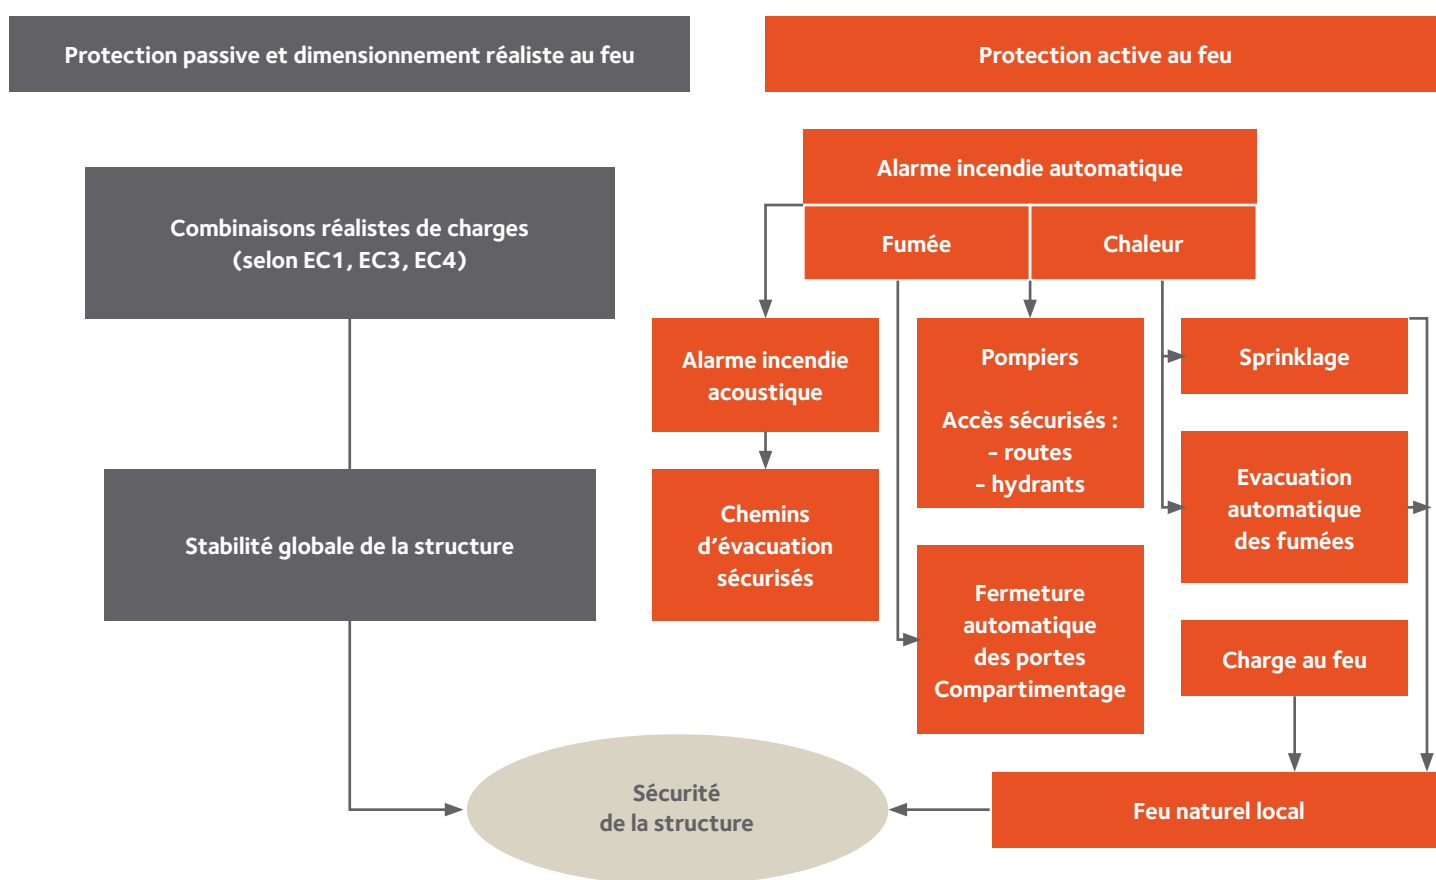 Protection passive et dimensionnement réaliste au feu
Protection active au feu
Combinaisons réalistes de charges
(selon EC1, EC3, EC4)
Stabilité globale de la structure
Alarme incendie automatique
Fumée
Chaleur
Alarme incendie
acoustique
Chemins
d’évacuation
sécurisés
Pompiers
Accès sécurisés :
– routes
– hydrants
Fermeture
automatique
des portes
Compartimentage
Sprinklage
Evacuation
automatique
des fumées
Charge au feu
Feu naturel local
Sécurité
de la structure